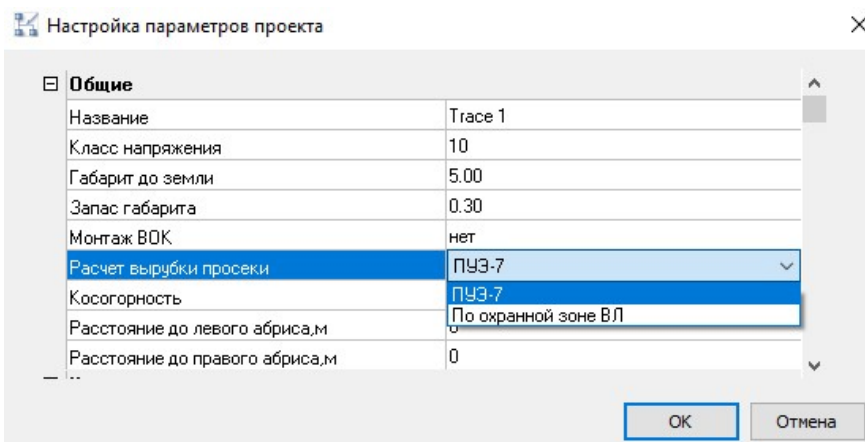 Настройка параметров проекта
Общие
Название Trace 1
Класс напряжения 10
Габарит до земли 5.00
Запас габарита 0.30
Монтаж ВОК нет
Расчет вырубки просеки ПУЭ-7
Косогорность ПУЭ-7
По охранной зоне ВЛ
Расстояние до левого абриса,м
Расстояние до правого абриса,м 0
ОК Отмена